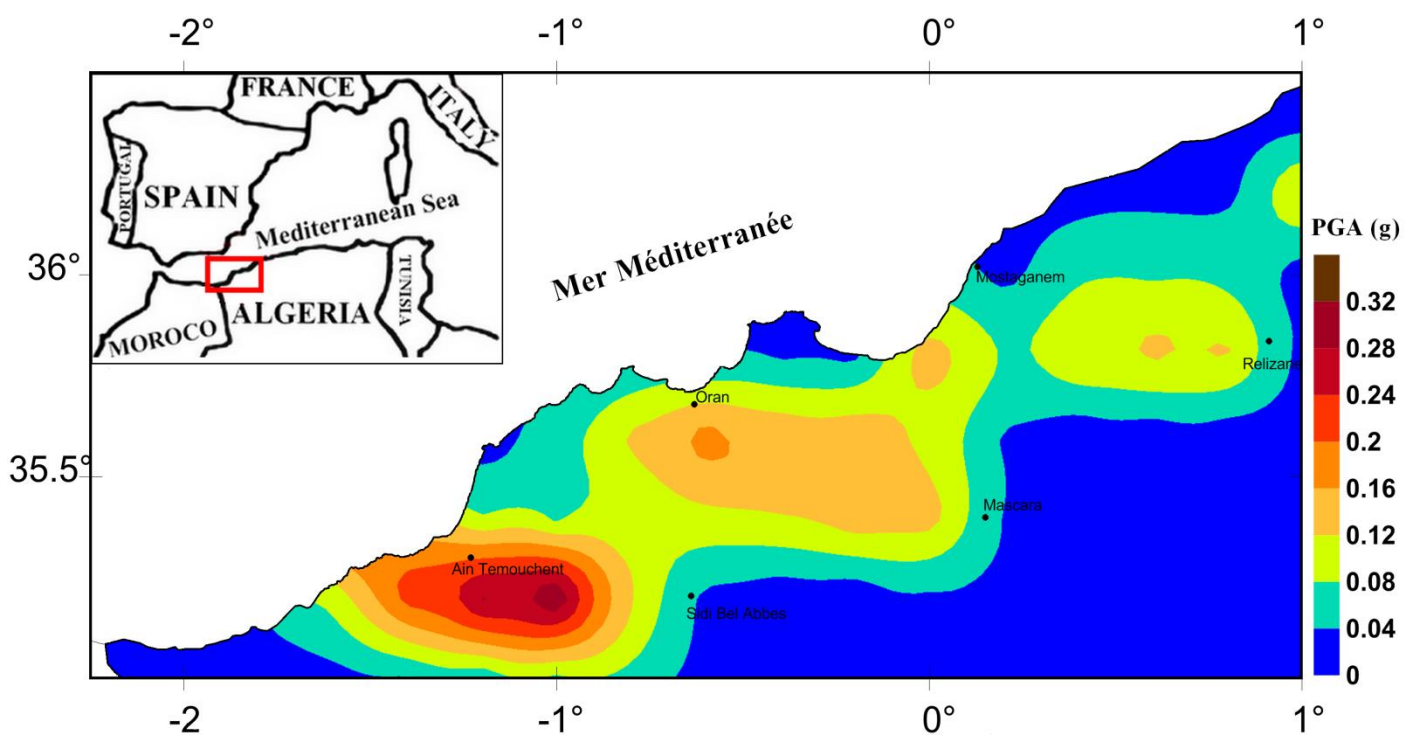 -2° -1° 0° 1°
FRANCE
ITALY
PORTUGAL
SPAIN
Mediterranean Sea
TUNISIA
ALGERIA
MOROCO
Mer Méditerranée
36°
35.5°
Mostaganem
Relizane
Oran
Mascara
Ain Temouchent
Sidi Bel Abbes
PGA (g)
0.32
0.28
0.24
0.2
0.16
0.12
0.08
0.04
0
-2 -1° 0° 1°